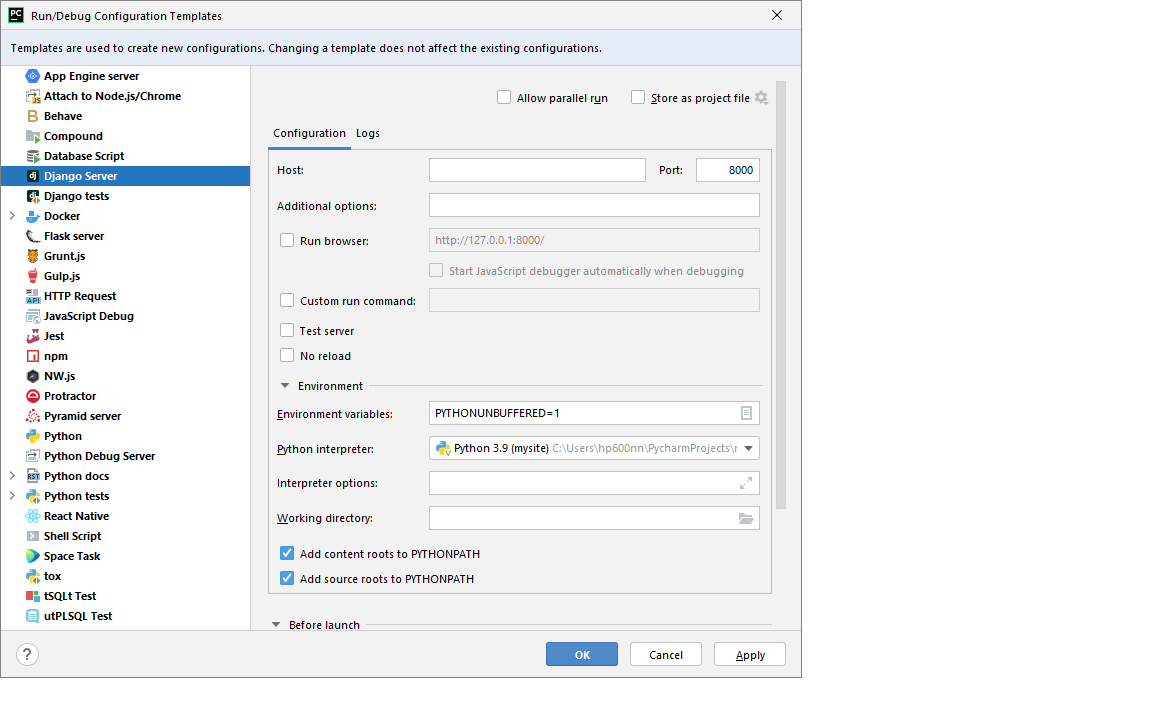 PC Run/Debug Configuration Templates
Templates are used to create new configurations. Changing a template does not affect the existing configurations.
App Engine server
Attach to Node.js/Chrome
Behave
Compound
Database Script
Django Server
Django tests
Docker
Flask server
Grunt.js
Gulp.js
HTTP Request
JavaScript Debug
Jest
npm
NW.js
Protractor
Pyramid server
Python
Python Debug Server
Python docs
Python tests
React Native
Shell Script
Space Task
tox
tSQLt Test
utPLSQL Test
Allow parallel run Store as project file
Configuration Logs
Host: Port: 8000
Additional options:
Run browser: http://127.0.0.1:8000/
Start JavaScript debugger automatically when debugging
Custom run command:
Test server
No reload
Environment
Environment variables: PYTHONUNBUFFERED=1
Python interpreter: Python 3.9 (mysite) C:\Users\hp600nn\PycharmProjects\
Interpreter options:
Working directory:
Add content roots to PYTHONPATH
Add source roots to PYTHONPATH
Before launch
? OK Cancel Apply